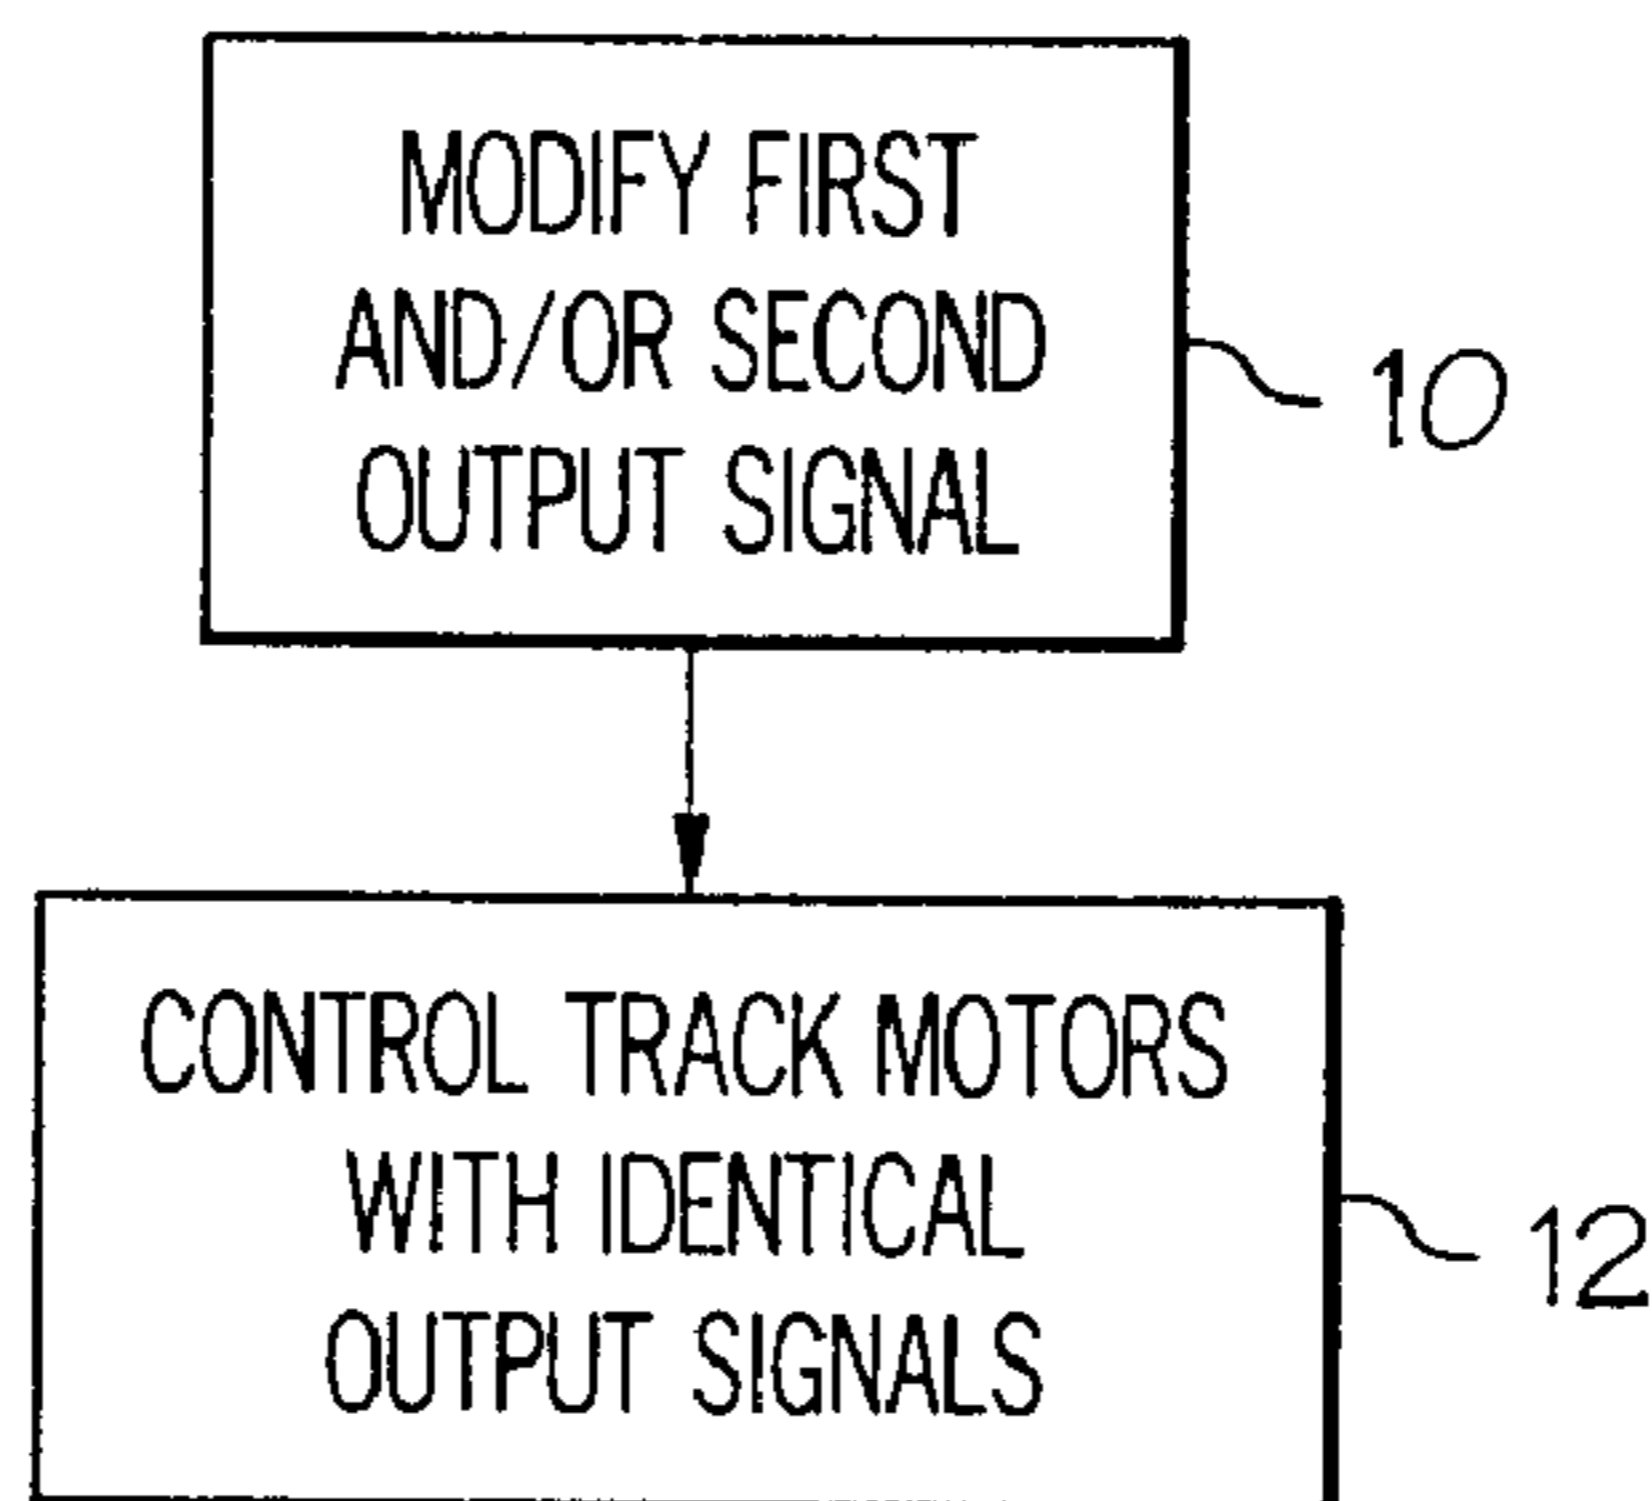 MODIFY FIRST
AND/OR SECOND
OUTPUT SIGNAL
10
CONTROL TRACK MOTORS
WITH IDENTICAL
OUTPUT SIGNALS
12